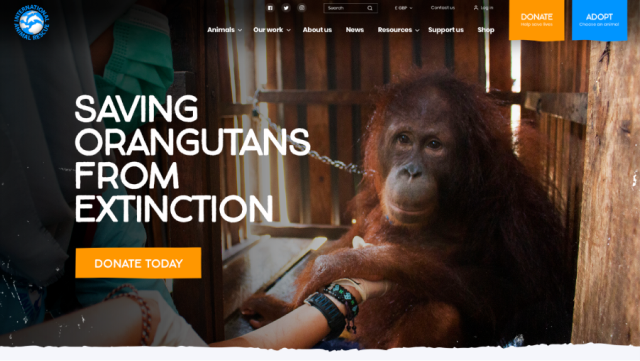 INTERNATIONAL
ANIMAL RESCUE
Search
£ GBP
Contact us
Log in
DONATE
Help save lives
ADOPT
Choose an animal
Animals
Our work
About us
News
Resources
Support us
Shop
SAVING
ORANGUTANS
FROM
EXTINCTION
DONATE TODAY